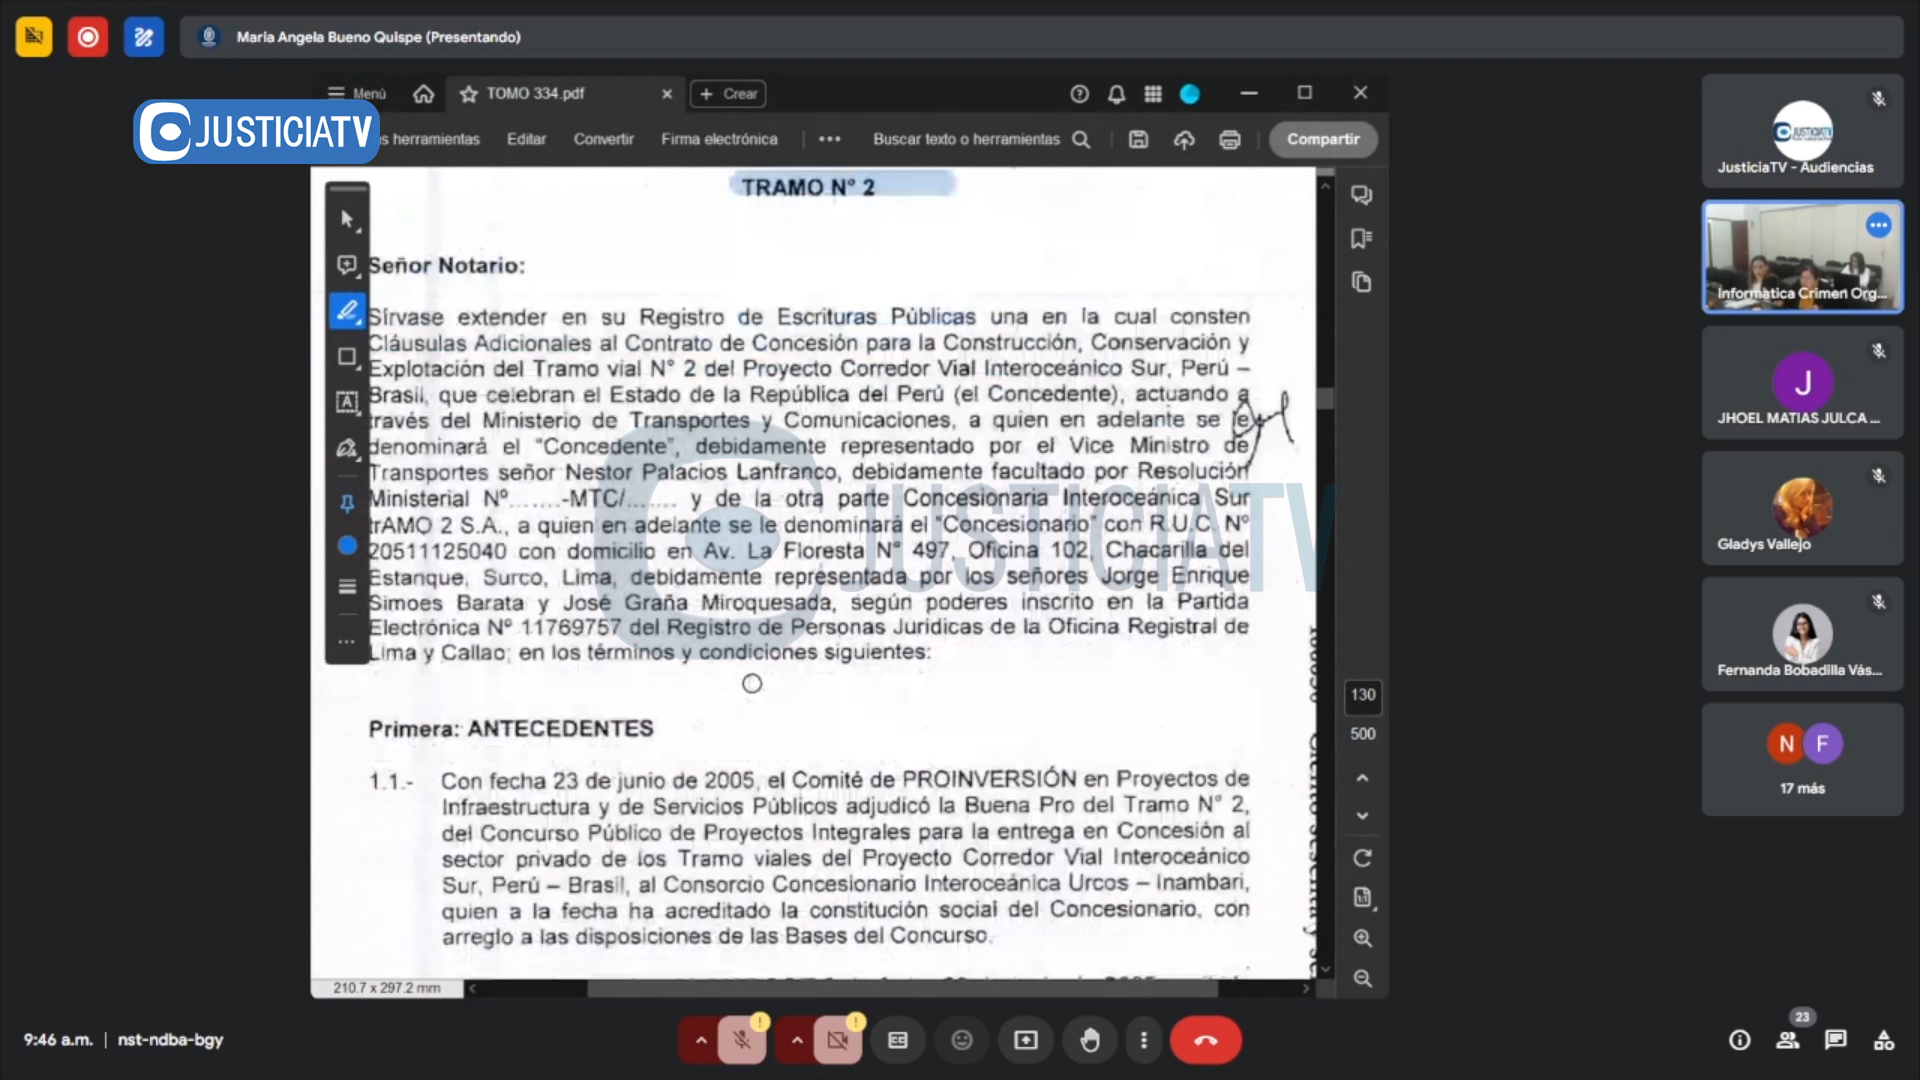 Maria Angela Bueno Quispe (Presentando)
Menú
TOMO 334.pdf
Crear
JUSTICIATV
s herramientas
Editar
Convertir
Firma electrónica
Buscar texto o herramientas
Compartir
TRAMO N° 2
Señor Notario:
Sírvase extender en su Registro de Escrituras Públicas una en la cual consten
Cláusulas Adicionales al Contrato de Concesión para la Construcción, Conservación y
Explotación del Tramo vial N° 2 del Proyecto Corredor Vial Interoceánico Sur, Perú –
Brasil, que celebran el Estado de la República del Perú (el Concedente), actuando a
través del Ministerio de Transportes y Comunicaciones, a quien en adelante se le
denominará el "Concedente", debidamente representado por el Vice Ministro de
Transportes señor Nestor Palacios Lanfranco, debidamente facultado por Resolución
Ministerial Nº.......-MTC/....... y de la otra parte Concesionaria Interoceánica Sur
trAMO 2 S.A., a quien en adelante se le denominará el "Concesionario" con R.U.C. Nº
20511125040 con domicilio en Av. La Floresta N° 497, Oficina 102, Chacarilla del
Estanque, Surco, Lima, debidamente representada por los señores Jorge Enrique
Simoes Barata y José Graña Miroquesada, según poderes inscrito en la Partida
Electrónica Nº 11769757 del Registro de Personas Juridicas de la Oficina Registral de
Lima y Callao; en los términos y condiciones siguientes:
Primera: ANTECEDENTES
1.1.- Con fecha 23 de junio de 2005, el Comité de PROINVERSIÓN en Proyectos de
Infraestructura y de Servicios Públicos adjudicó la Buena Pro del Tramo N° 2,
del Concurso Público de Proyectos Integrales para la entrega en Concesión al
sector privado de los Tramo viales del Proyecto Corredor Vial Interoceánico
Sur, Perú – Brasil, al Consorcio Concesionario Interoceánica Urcos – Inambari,
quien a la fecha ha acreditado la constitución social del Concesionario, con
arreglo a las disposiciones de las Bases del Concurso.
JUSTICIATV
130
500
210.7 x 297.2 mm
JUSTICIATV
JusticiaTV - Audiencias
Informatica Crimen Org...
J
JHOEL MATIAS JULCA ...
Gladys Vallejo
Fernanda Bobadilla Vás...
N F
17 más
9:46 a.m. | nst-ndba-bgy
23